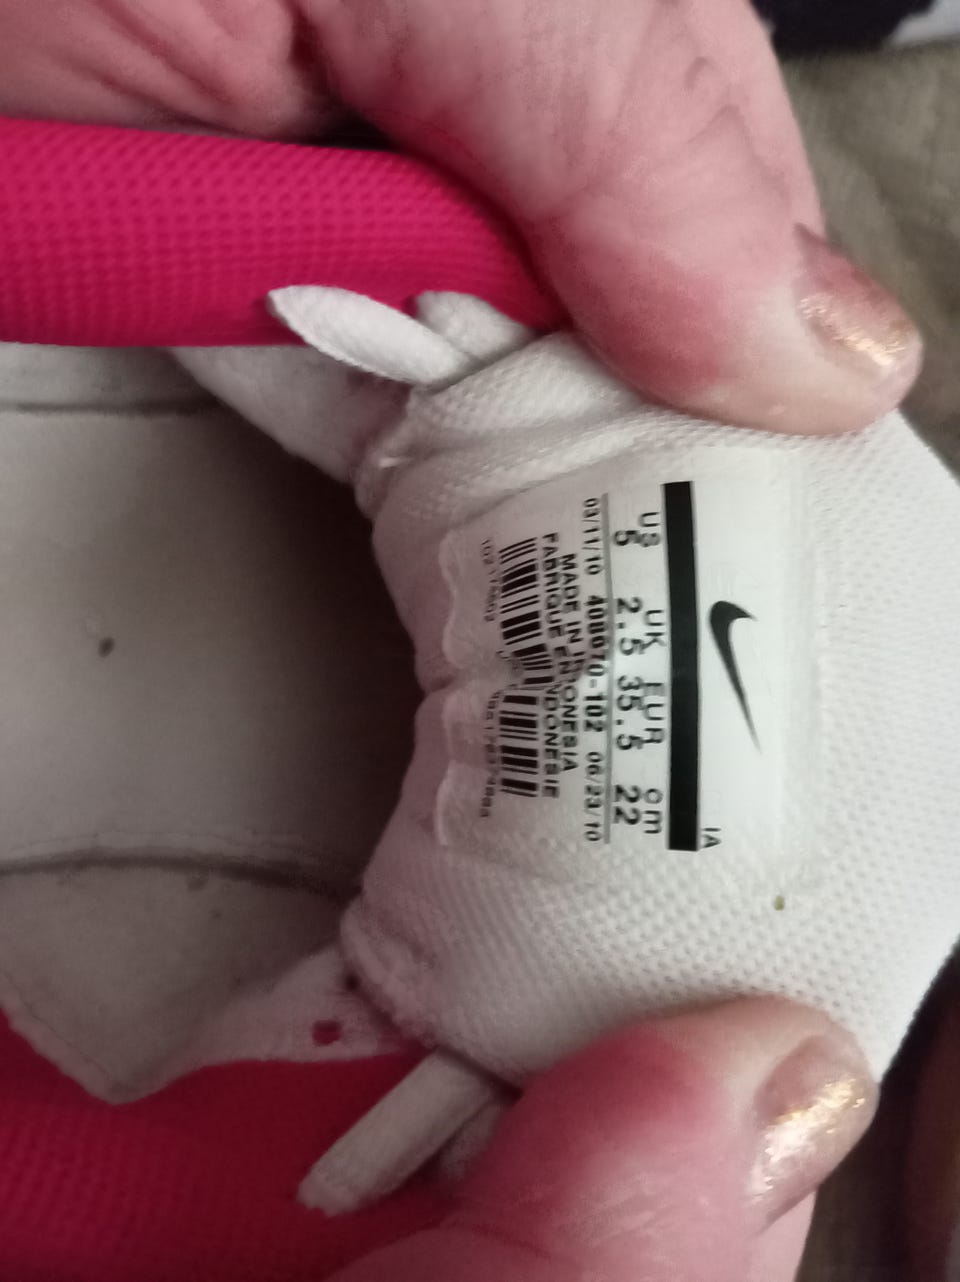 IA
US UK EUR cm
5 2.5 35.5 22
03/11/10 408070-102 06/23/10
MADE IN INDONESIA
FABRIQUE EN INDONESIE